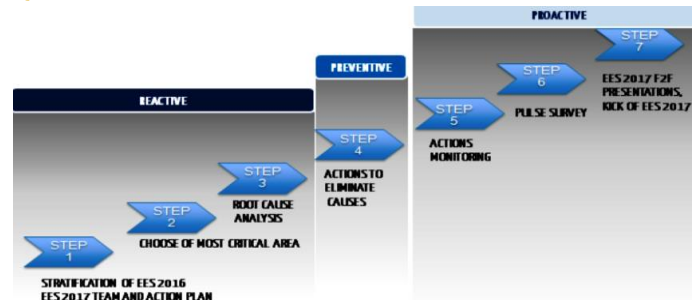 PROACTIVE
PREVENTIVE
REACTIVE
STEP
7
EES 2017 F2F
PRESENTATIONS,
KICK OF EES 2017
STEP
6
PULSE SURVEY
STEP
5
ACTIONS
MONITORING
STEP
4
ACTIONS TO
ELIMINATE
CAUSES
STEP
3
ROOT CAUSE
ANALYSIS
STEP
2
CHOOSE OF MOST CRITICAL AREA
STEP
1
STRATIFICATION OF EES 2016
EES 2017 TEAM AND ACTION PLAN